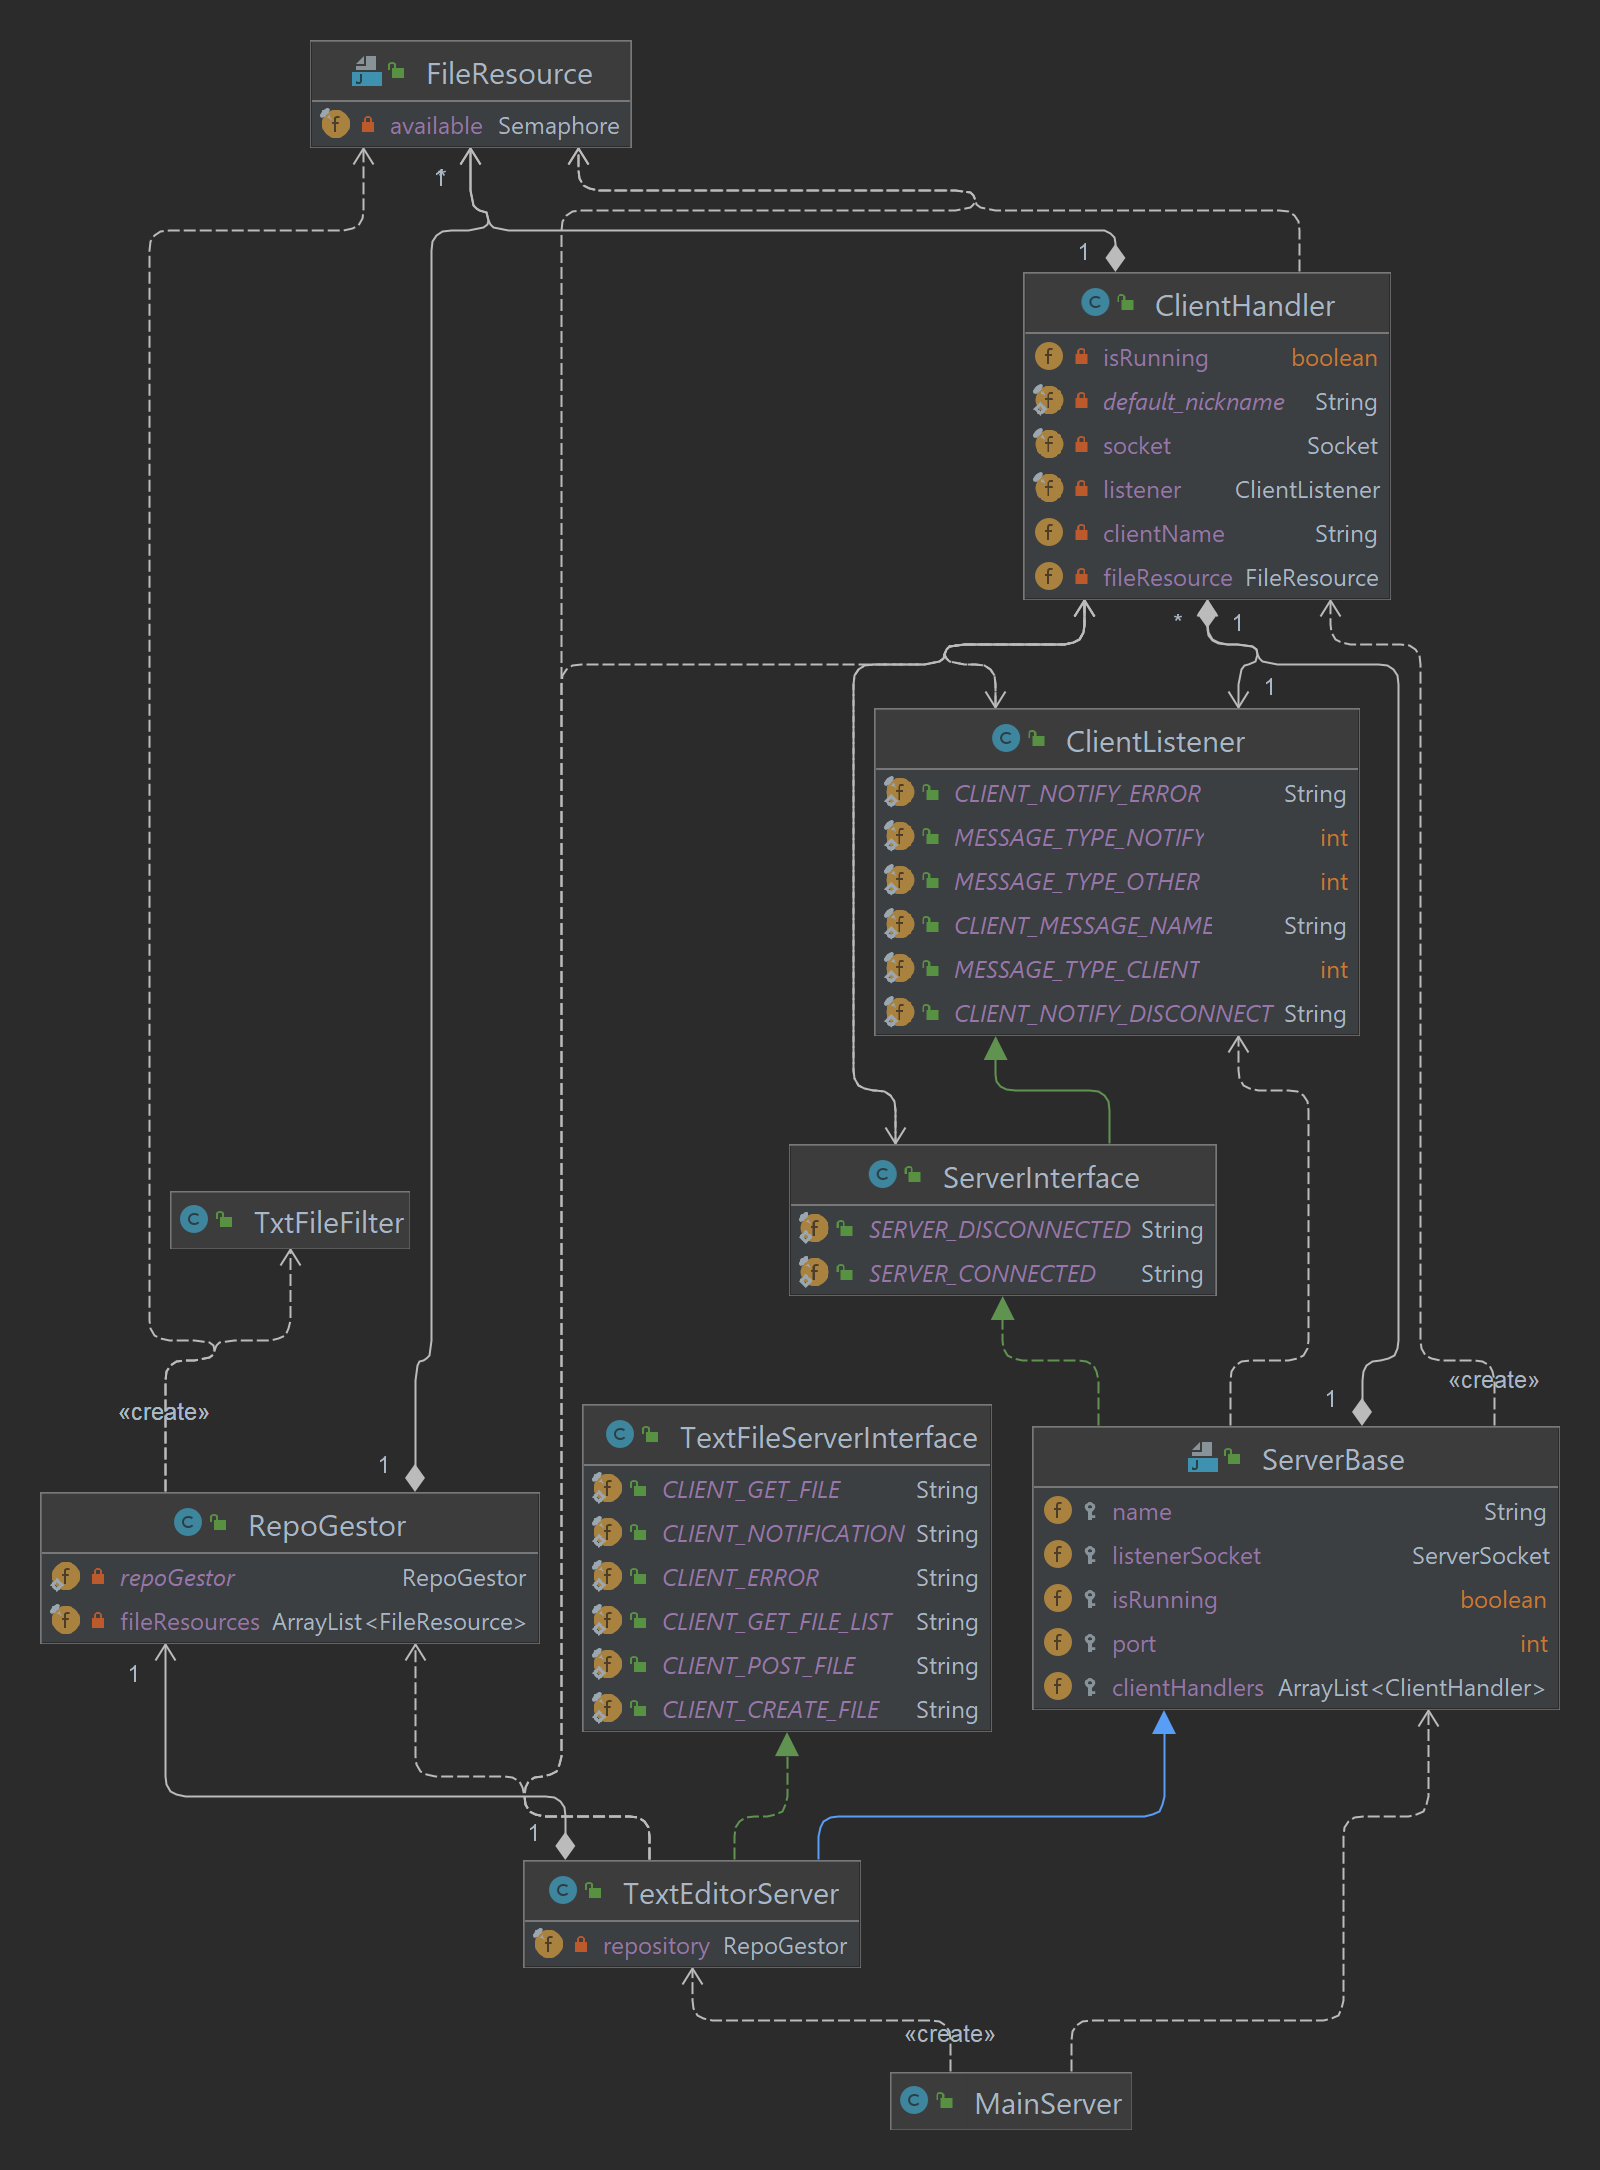 FileResource
available Semaphore
1
*
1
ClientHandler
isRunning boolean
default_nickname String
socket Socket
listener ClientListener
clientName String
fileResource FileResource
* 1
1
ClientListener
CLIENT_NOTIFY_ERROR String
MESSAGE_TYPE_NOTIFY int
MESSAGE_TYPE_OTHER int
CLIENT_MESSAGE_NAME String
MESSAGE_TYPE_CLIENT int
CLIENT_NOTIFY_DISCONNECT String
ServerInterface
SERVER_DISCONNECTED String
SERVER_CONNECTED String
TxtFileFilter
«create»
«create»
1
1
TextFileServerInterface
CLIENT_GET_FILE String
CLIENT_NOTIFICATION String
CLIENT_ERROR String
CLIENT_GET_FILE_LIST String
CLIENT_POST_FILE String
CLIENT_CREATE_FILE String
ServerBase
name String
listenerSocket ServerSocket
isRunning boolean
port int
clientHandlers ArrayList<ClientHandler>
RepoGestor
repoGestor RepoGestor
fileResources ArrayList<FileResource>
1
1
TextEditorServer
repository RepoGestor
«create»
MainServer